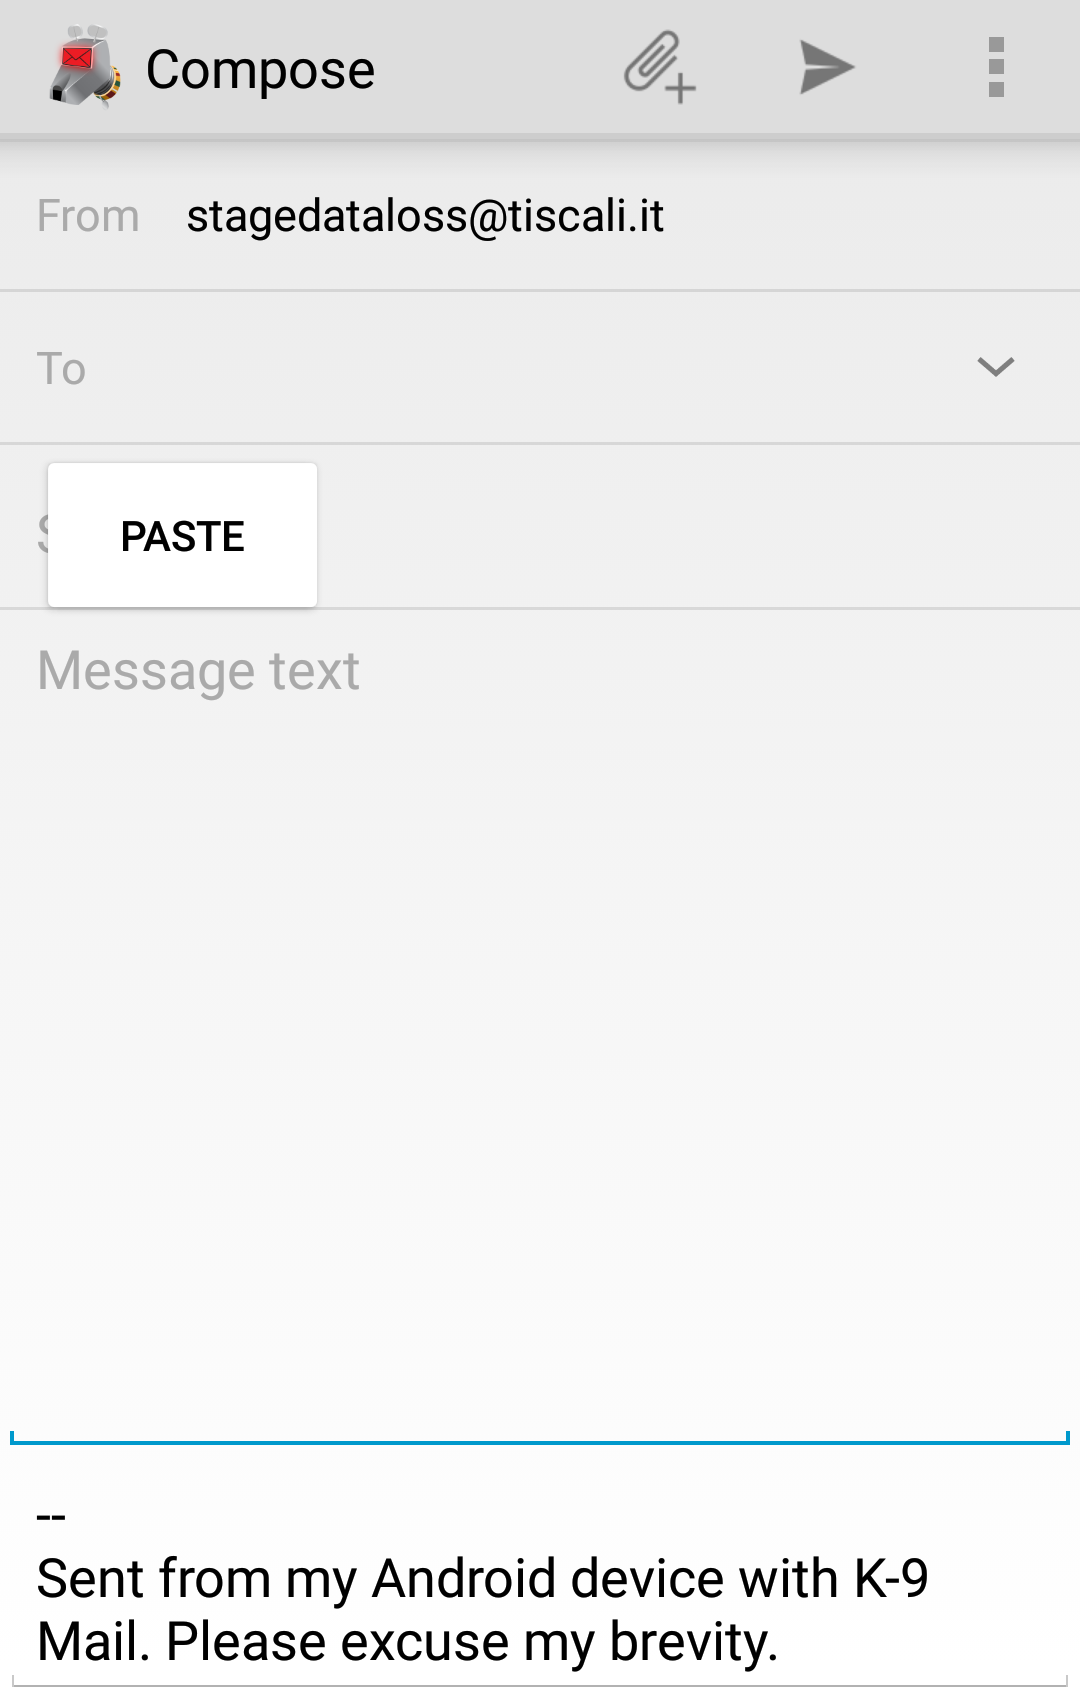 Compose
From stagedataloss@tiscali.it
To
PASTE
Message text
--
Sent from my Android device with K-9
Mail. Please excuse my brevity.